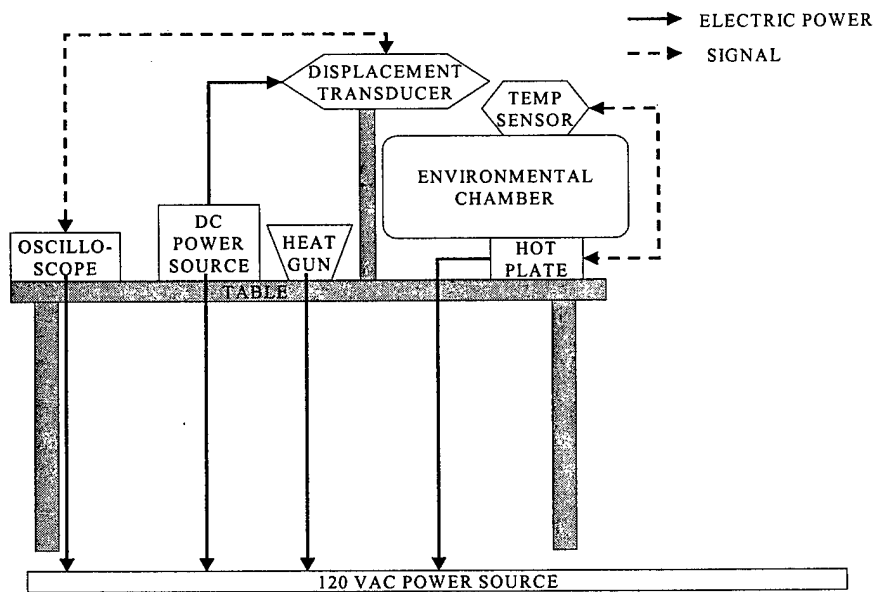 ELECTRIC POWER
SIGNAL
DISPLACEMENT
TRANSDUCER
TEMP
SENSOR
ENVIRONMENTAL
CHAMBER
DC
POWER
SOURCE
OSCILLO-
SCOPE
HEAT
GUN
HOT
PLATE
TABLE
120 VAC POWER SOURCE